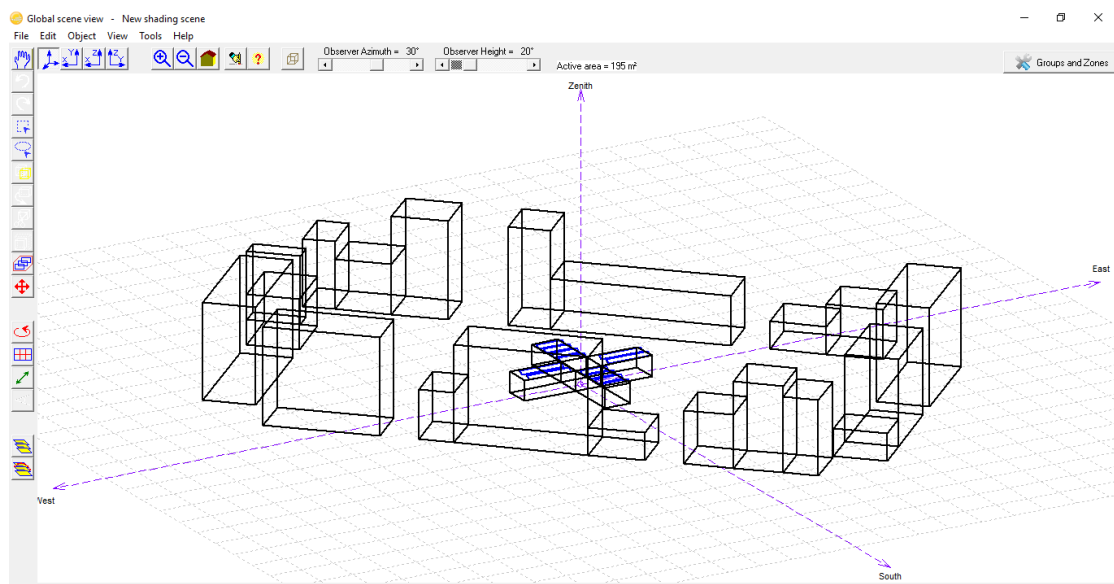 Global scene view - New shading scene
File Edit Object View Tools Help
Observer Azimuth = 30° Observer Height = 20°
Active area = 195 m²
Groups and Zones
Zenith
East
West
South